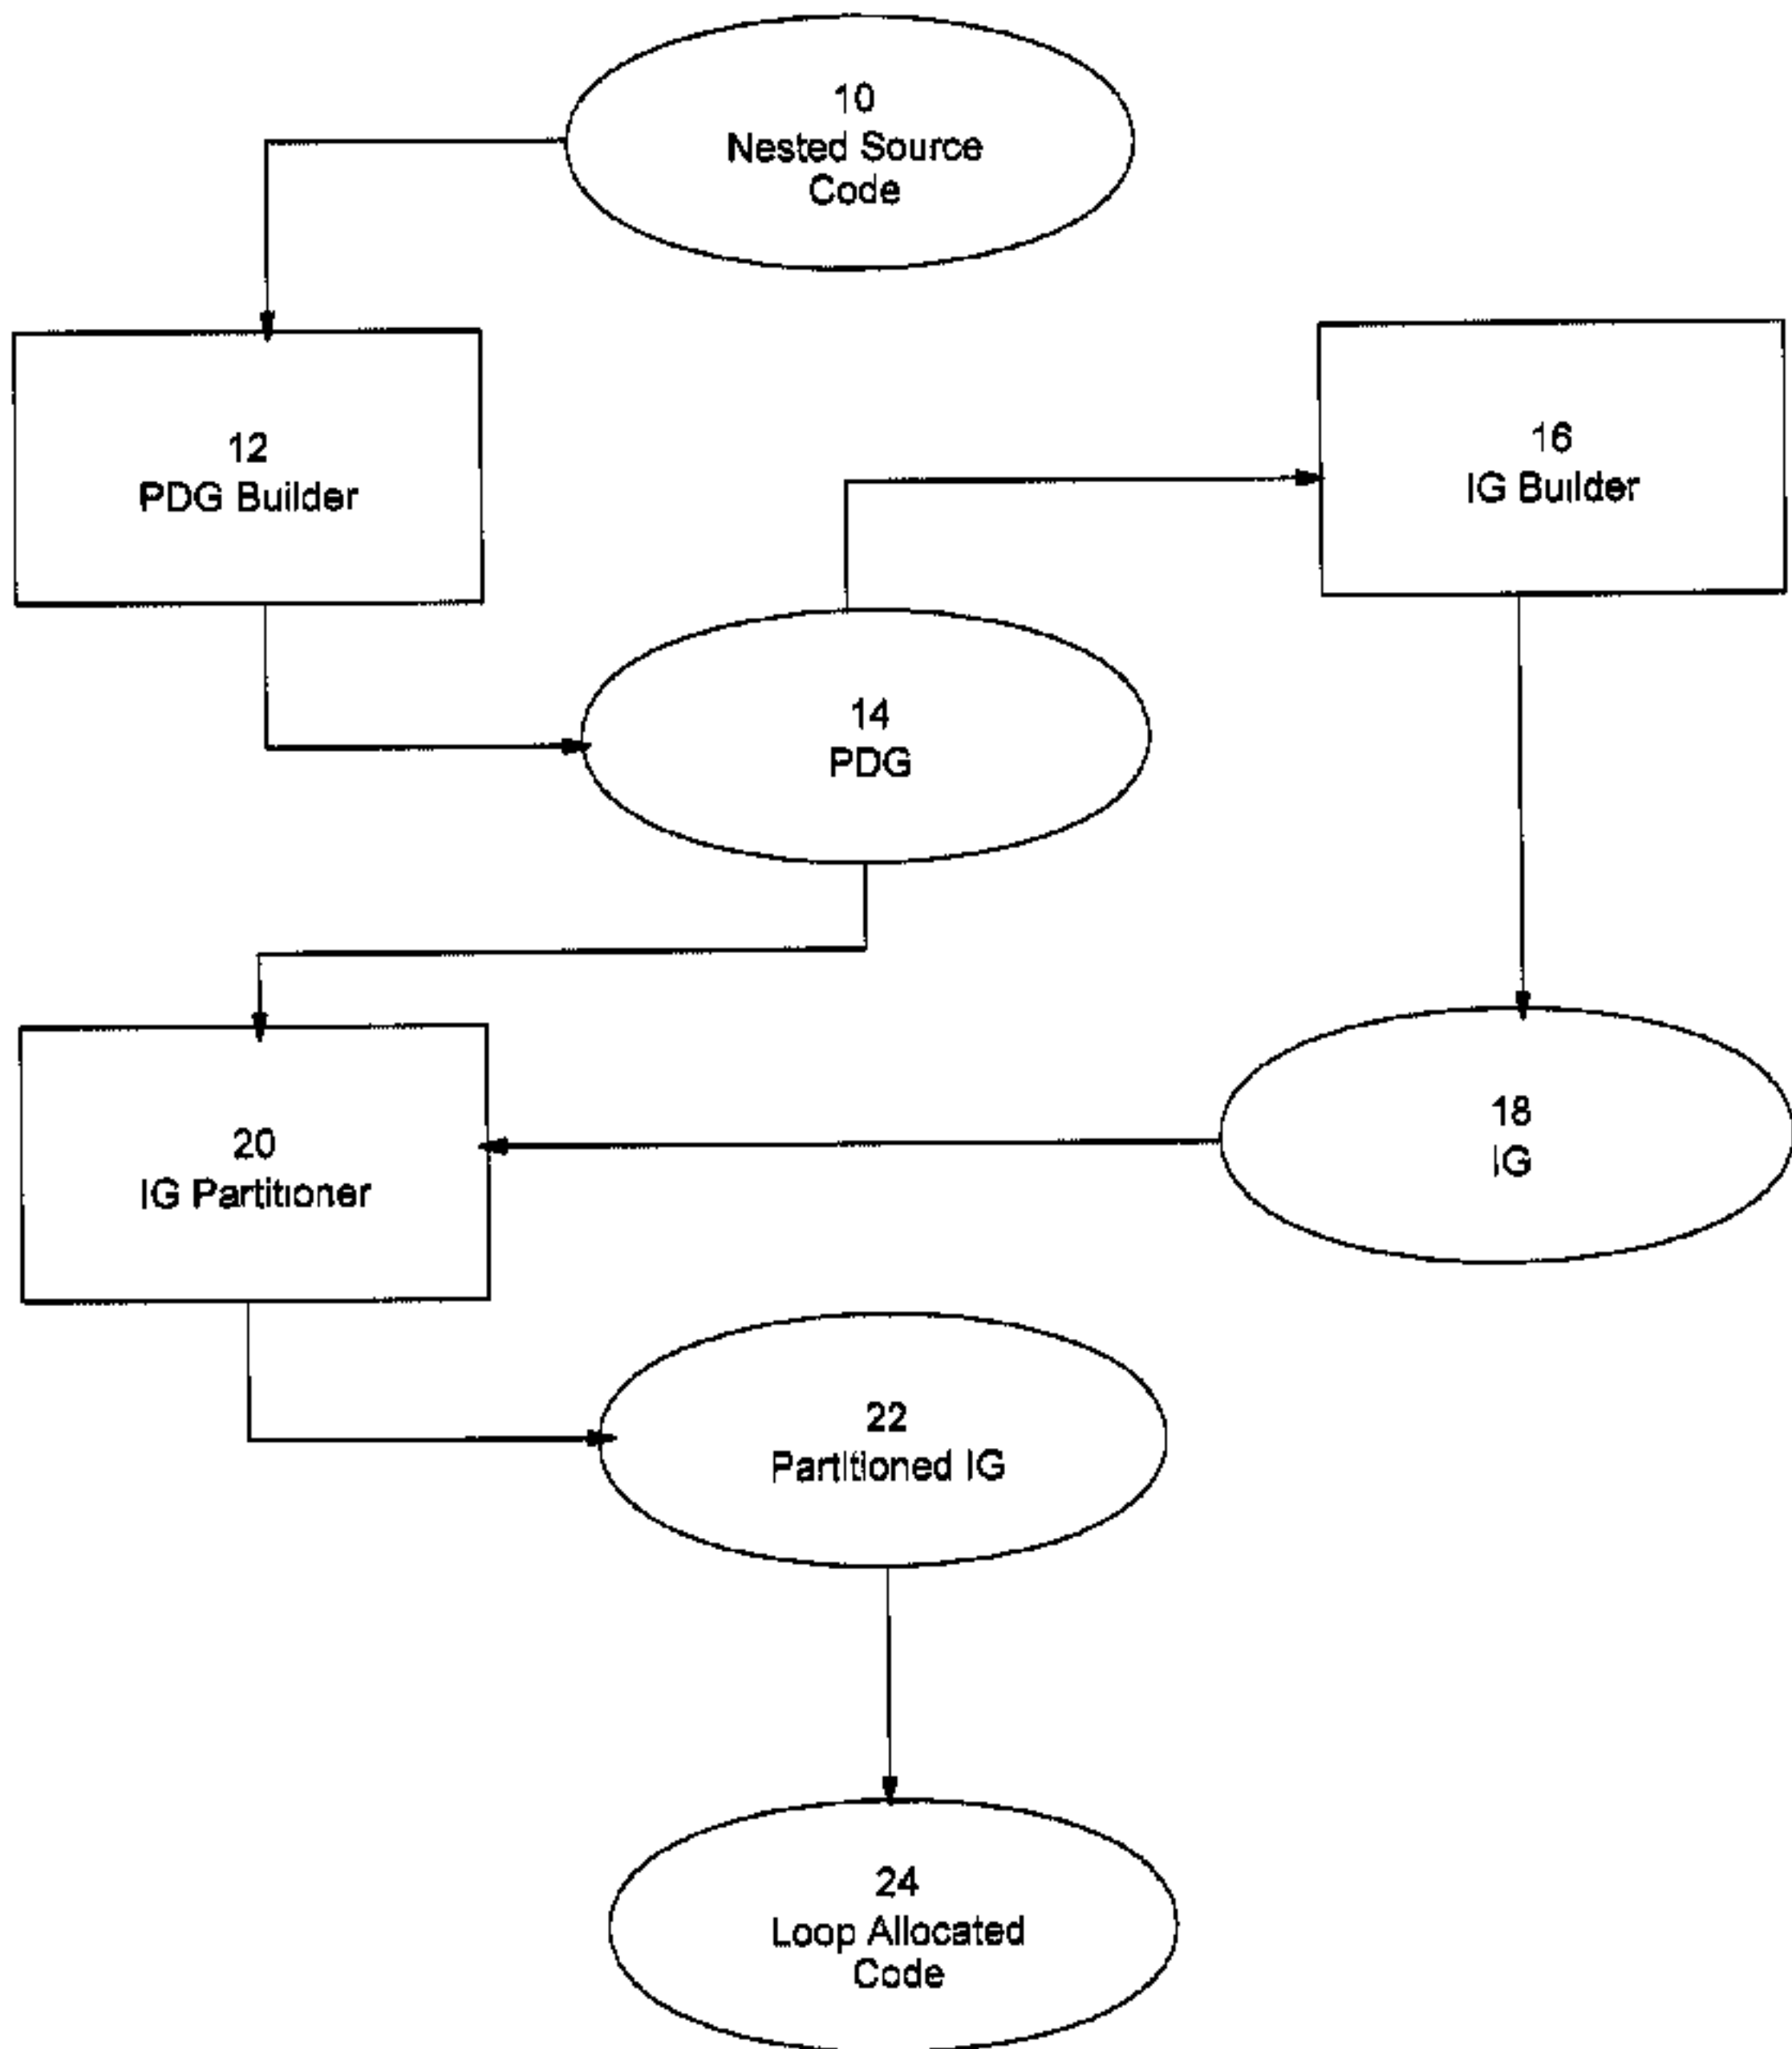 10
Nested Source
Code
12
PDG Builder
16
IG Builder
14
PDG
18
IG
20
IG Partitioner
22
Partitioned IG
24
Loop Allocated
Code